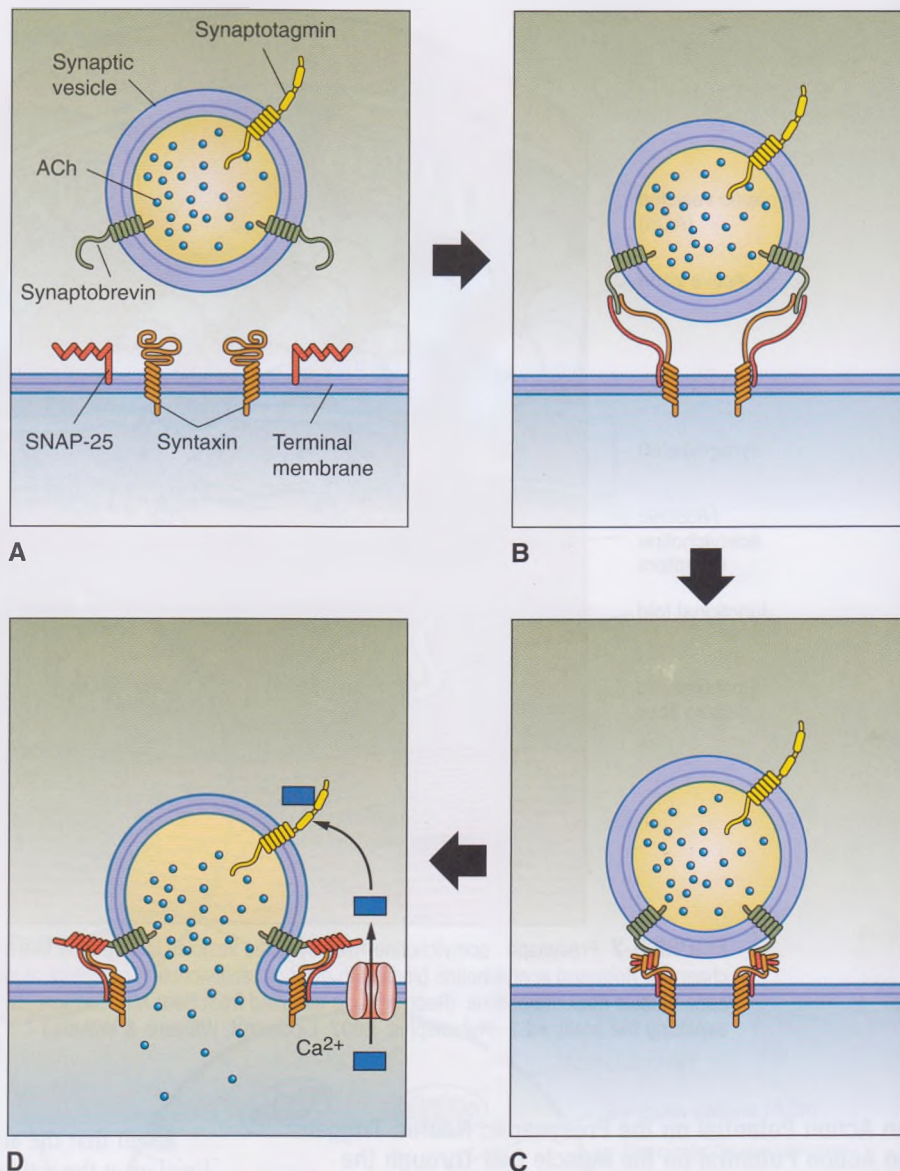 Synaptotagmin
Synaptic
vesicle
ACh
Synaptobrevin
SNAP-25
Syntaxin
Terminal
membrane
A
B
Ca2+
D
C